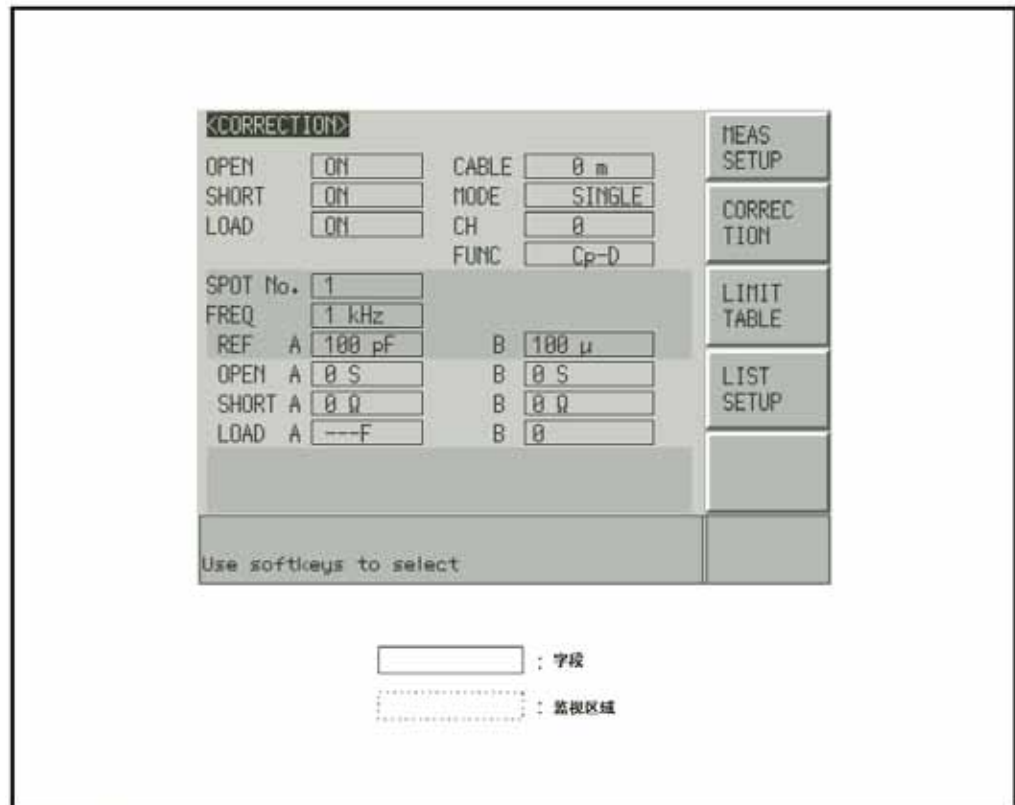 <CORRECTION>
OPEN ON CABLE 0 m
SHORT ON MODE SINGLE
LOAD ON CH 0
FUNC Cp-D
SPOT No. 1
FREQ 1 kHz
REF A 100 pF B 100 µ
OPEN A 0 S B 0 S
SHORT A 0 Ω B 0 Ω
LOAD A ---F B 0
Use softkeys to select
MEAS
SETUP
CORREC
TION
LIMIT
TABLE
LIST
SETUP
: 字段
: 监视区域